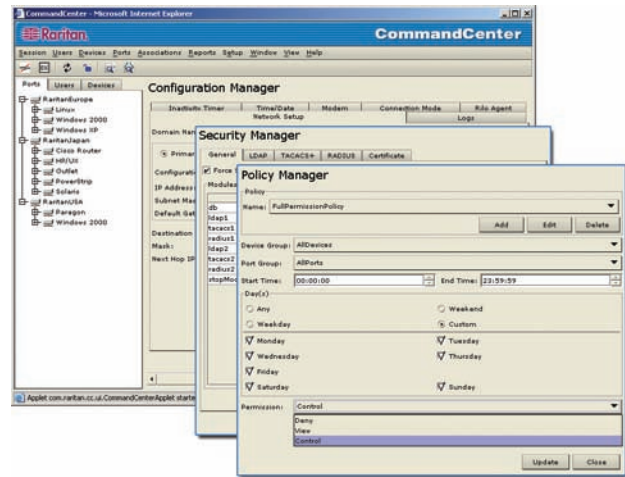 CommandCenter - Microsoft Internet Explorer
Raritan.
CommandCenter
Session Users Devices Ports Associations Reports Setup Window View Help
Ports Users Devices
RaritanEurope
Linux
Windows 2000
Windows XP
RaritanJapan
Cisco Router
HP/UX
Outlet
PowerStrip
Solaris
RaritanUSA
Paragon
Windows 2000
Configuration Manager
Inactivity Timer Time/Date Modem Connection Mode Rilo Agent
Network Setup Logs
Domain Nam
Primar
Configurati
IP Address:
Subnet Mas
Default Gat
Destination
Mask:
Next Hop IP
Security Manager
General LDAP TACACS+ RADIUS Certificate
Force
Modules
db
ldap1
tacacs1
radius1
ldap2
tacacs2
radius2
stopMod
Policy Manager
Policy
Name: FullPermissionPolicy
Add Edit Delete
Device Group: AllDevices
Port Group: AllPorts
Start Time: 00:00:00 End Time: 23:59:59
Day(s)
Any Weekend
Weekday Custom
Monday Tuesday
Wednesday Thursday
Friday
Saturday Sunday
Permission: Control
Deny
View
Control
Update Close
Applet com.raritan.cc.ui.CommandCenterApplet starte